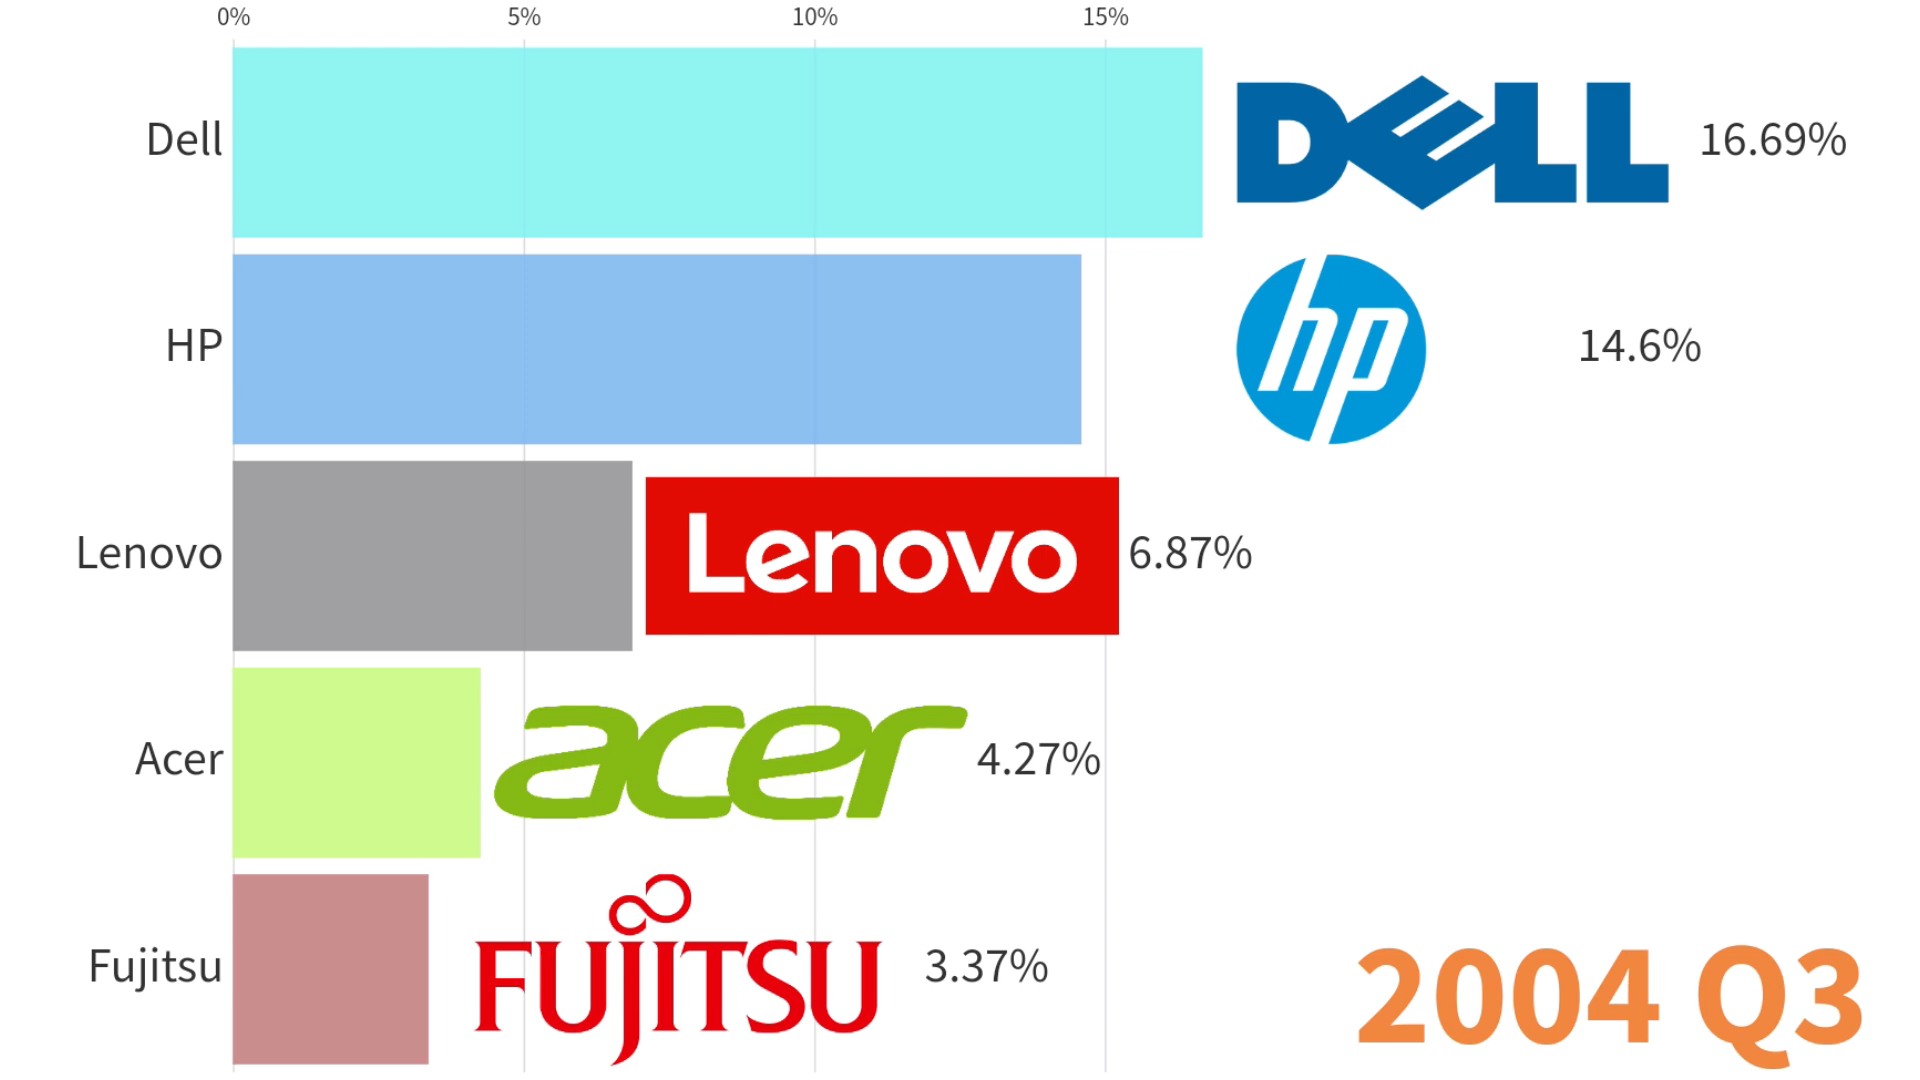 0% 5% 10% 15%
Dell DELL 16.69%
HP hp 14.6%
Lenovo Lenovo 6.87%
Acer acer 4.27%
Fujitsu FUJITSU 3.37%
2004 Q3